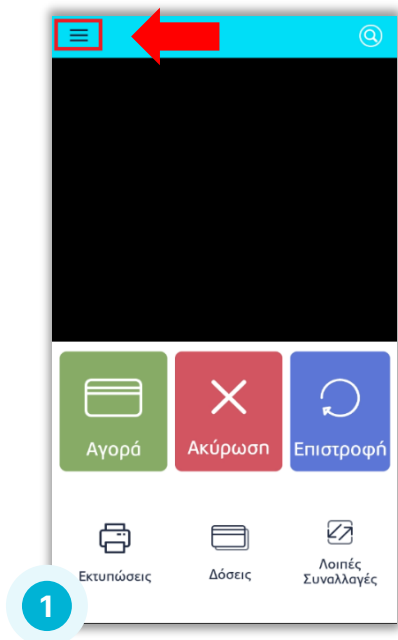 Αγορά
Ακύρωση
Επιστροφή
Εκτυπώσεις
Δόσεις
Λοιπές
Συναλλαγές
1